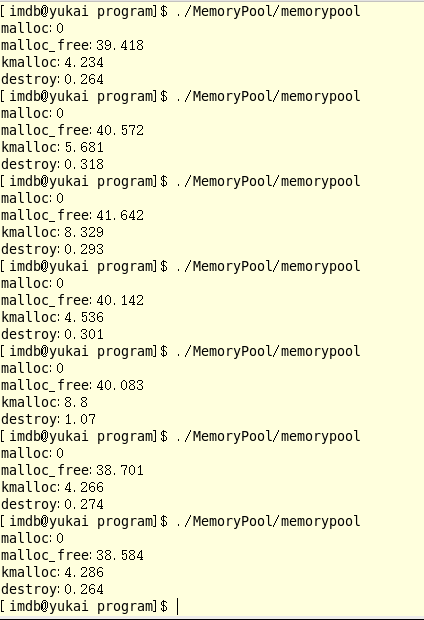 [imdb@yukai program]$ ./MemoryPool/memorypool
malloc:0
malloc_free:39.418
kmalloc:4.234
destroy:0.264
[imdb@yukai program]$ ./MemoryPool/memorypool
malloc:0
malloc_free:40.572
kmalloc:5.681
destroy:0.318
[imdb@yukai program]$ ./MemoryPool/memorypool
malloc:0
malloc_free:41.642
kmalloc:8.329
destroy:0.293
[imdb@yukai program]$ ./MemoryPool/memorypool
malloc:0
malloc_free:40.142
kmalloc:4.536
destroy:0.301
[imdb@yukai program]$ ./MemoryPool/memorypool
malloc:0
malloc_free:40.083
kmalloc:8.8
destroy:1.07
[imdb@yukai program]$ ./MemoryPool/memorypool
malloc:0
malloc_free:38.701
kmalloc:4.266
destroy:0.274
[imdb@yukai program]$ ./MemoryPool/memorypool
malloc:0
malloc_free:38.584
kmalloc:4.286
destroy:0.264
[imdb@yukai program]$